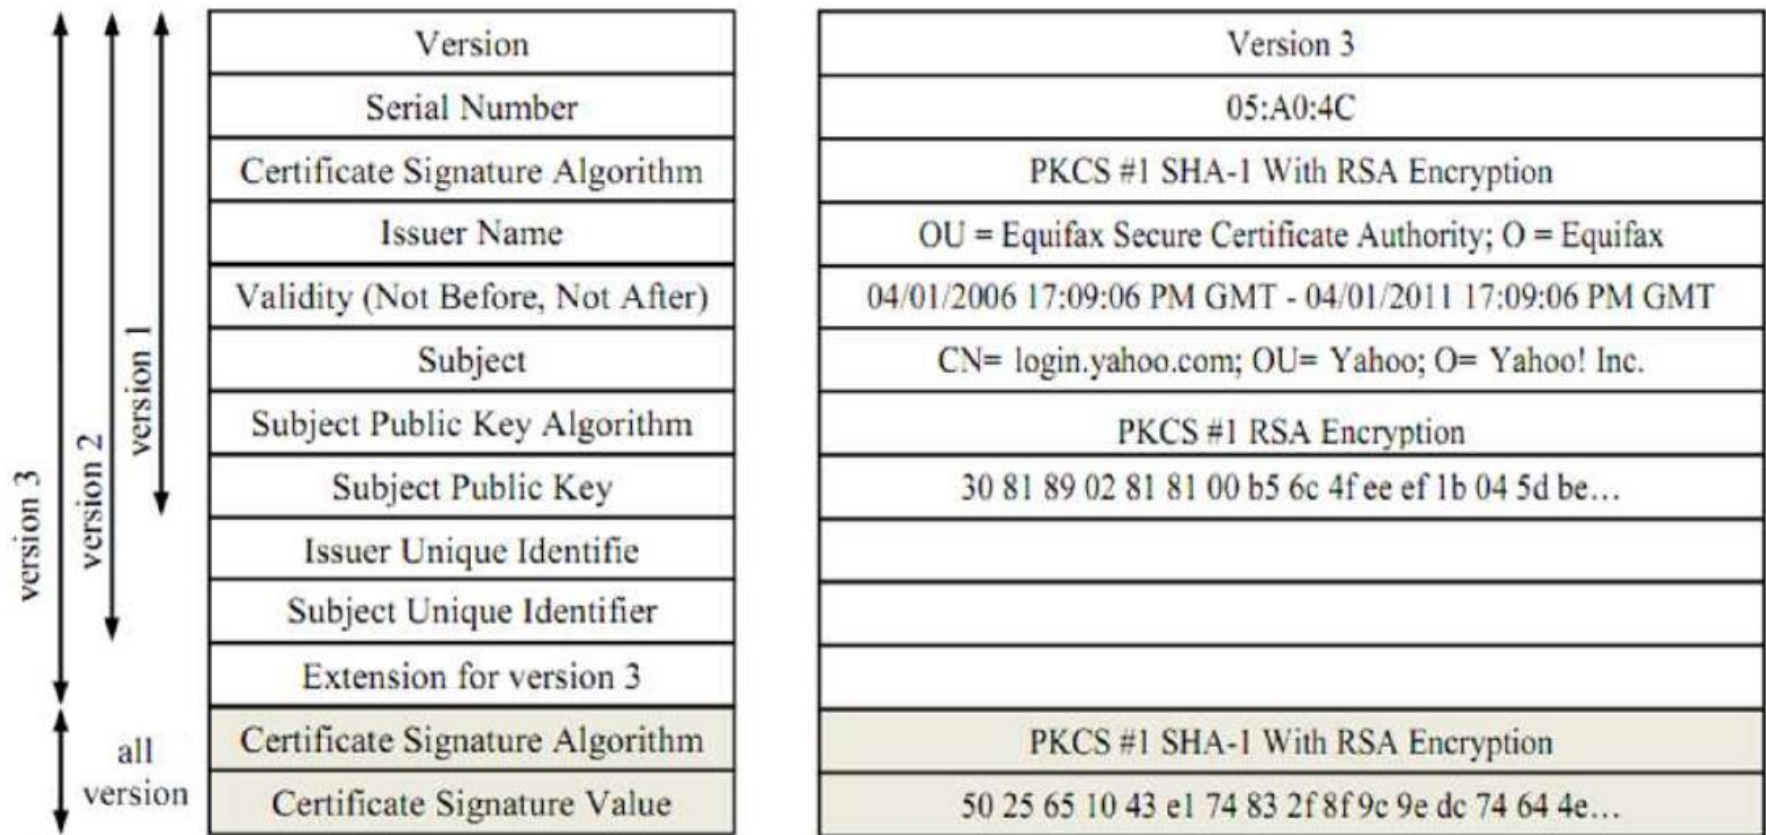 Version
Version 3
Serial Number
05:A0:4C
Certificate Signature Algorithm
PKCS #1 SHA-1 With RSA Encryption
Issuer Name
OU = Equifax Secure Certificate Authority; O = Equifax
Validity (Not Before, Not After)
04/01/2006 17:09:06 PM GMT - 04/01/2011 17:09:06 PM GMT
Subject
CN= login.yahoo.com; OU= Yahoo; O= Yahoo! Inc.
Subject Public Key Algorithm
PKCS #1 RSA Encryption
Subject Public Key
30 81 89 02 81 81 00 b5 6c 4f ee ef 1b 04 5d be...
Issuer Unique Identifie
Subject Unique Identifier
Extension for version 3
Certificate Signature Algorithm
PKCS #1 SHA-1 With RSA Encryption
Certificate Signature Value
50 25 65 10 43 e1 74 83 2f 8f 9c 9e dc 74 64 4e...
version 3
version 2
version 1
all
version